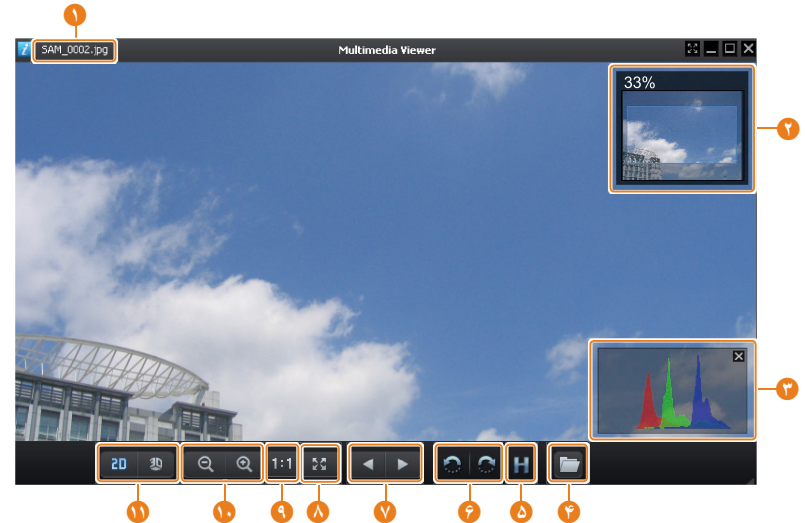 ۱
SAM_0002.jpg
Multimedia Viewer
33%
۲
۳
2D 3D 1:1 H
۱۱ ۱۰ ۹ ۸ ۷ ۶ ۵ ۴